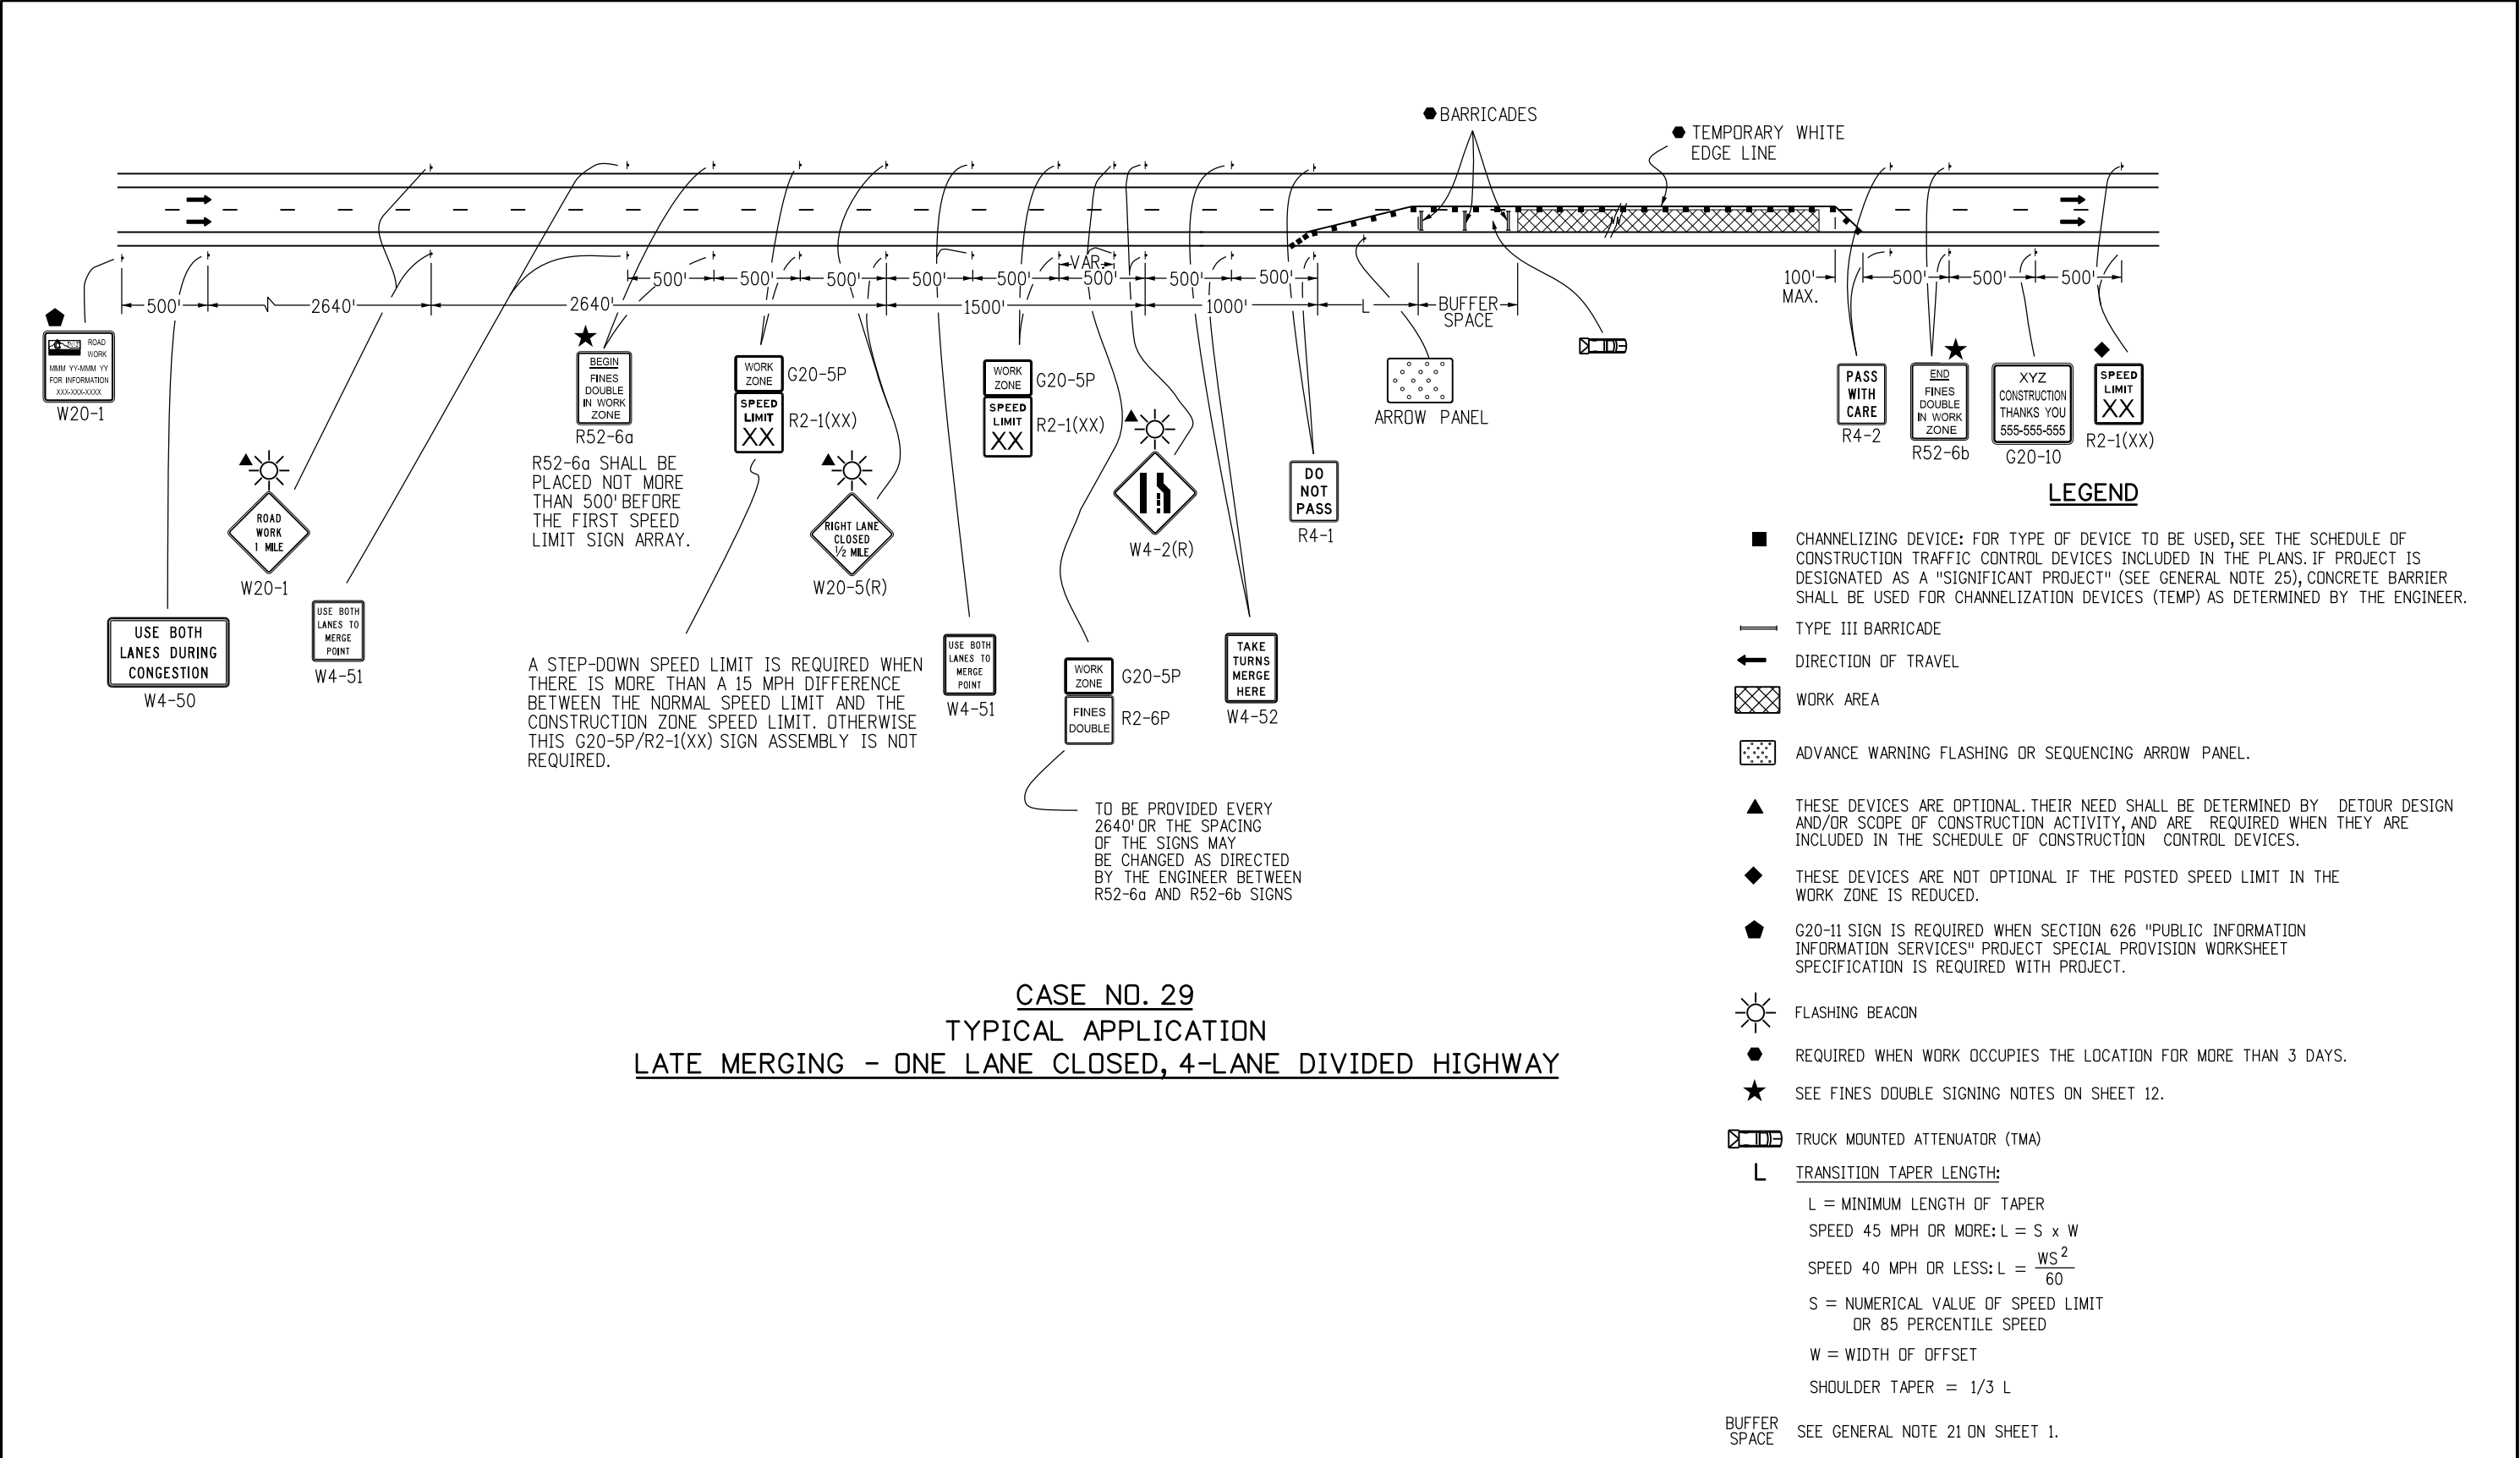 BARRICADES
TEMPORARY WHITE
EDGE LINE
500'
500'
500'
500'
500'
VAR.
500'
500'
500'
100'
MAX.
500'
500'
500'
500'
2640'
2640'
1500'
1000'
L
BUFFER
SPACE
ROAD
WORK
MMM YY-MMM YY
FOR INFORMATION
XXX-XXX-XXXX
W20-1
USE BOTH
LANES DURING
CONGESTION
W4-50
ROAD
WORK
1 MILE
W20-1
USE BOTH
LANES TO
MERGE
POINT
W4-51
BEGIN
FINES
DOUBLE
IN WORK
ZONE
R52-6a
R52-6a SHALL BE
PLACED NOT MORE
THAN 500' BEFORE
THE FIRST SPEED
LIMIT SIGN ARRAY.
WORK
ZONE
G20-5P
SPEED
LIMIT
XX
R2-1(XX)
A STEP-DOWN SPEED LIMIT IS REQUIRED WHEN
THERE IS MORE THAN A 15 MPH DIFFERENCE
BETWEEN THE NORMAL SPEED LIMIT AND THE
CONSTRUCTION ZONE SPEED LIMIT. OTHERWISE
THIS G20-5P/R2-1(XX) SIGN ASSEMBLY IS NOT
REQUIRED.
RIGHT LANE
CLOSED
1/2 MILE
W20-5(R)
USE BOTH
LANES TO
MERGE
POINT
W4-51
WORK
ZONE
G20-5P
SPEED
LIMIT
XX
R2-1(XX)
WORK
ZONE
G20-5P
FINES
DOUBLE
R2-6P
TO BE PROVIDED EVERY
2640' OR THE SPACING
OF THE SIGNS MAY
BE CHANGED AS DIRECTED
BY THE ENGINEER BETWEEN
R52-6a AND R52-6b SIGNS
W4-2(R)
TAKE
TURNS
MERGE
HERE
W4-52
DO
NOT
PASS
R4-1
ARROW PANEL
PASS
WITH
CARE
R4-2
END
FINES
DOUBLE
IN WORK
ZONE
R52-6b
XYZ
CONSTRUCTION
THANKS YOU
555-555-555
G20-10
SPEED
LIMIT
XX
R2-1(XX)
CASE NO. 29
TYPICAL APPLICATION
LATE MERGING - ONE LANE CLOSED, 4-LANE DIVIDED HIGHWAY
LEGEND
CHANNELIZING DEVICE: FOR TYPE OF DEVICE TO BE USED, SEE THE SCHEDULE OF
CONSTRUCTION TRAFFIC CONTROL DEVICES INCLUDED IN THE PLANS. IF PROJECT IS
DESIGNATED AS A "SIGNIFICANT PROJECT" (SEE GENERAL NOTE 25), CONCRETE BARRIER
SHALL BE USED FOR CHANNELIZATION DEVICES (TEMP) AS DETERMINED BY THE ENGINEER.
TYPE III BARRICADE
DIRECTION OF TRAVEL
WORK AREA
ADVANCE WARNING FLASHING OR SEQUENCING ARROW PANEL.
THESE DEVICES ARE OPTIONAL. THEIR NEED SHALL BE DETERMINED BY DETOUR DESIGN
AND/OR SCOPE OF CONSTRUCTION ACTIVITY, AND ARE REQUIRED WHEN THEY ARE
INCLUDED IN THE SCHEDULE OF CONSTRUCTION CONTROL DEVICES.
THESE DEVICES ARE NOT OPTIONAL IF THE POSTED SPEED LIMIT IN THE
WORK ZONE IS REDUCED.
G20-11 SIGN IS REQUIRED WHEN SECTION 626 "PUBLIC INFORMATION
INFORMATION SERVICES" PROJECT SPECIAL PROVISION WORKSHEET
SPECIFICATION IS REQUIRED WITH PROJECT.
FLASHING BEACON
REQUIRED WHEN WORK OCCUPIES THE LOCATION FOR MORE THAN 3 DAYS.
SEE FINES DOUBLE SIGNING NOTES ON SHEET 12.
TRUCK MOUNTED ATTENUATOR (TMA)
L TRANSITION TAPER LENGTH:
L = MINIMUM LENGTH OF TAPER
SPEED 45 MPH OR MORE: L = S x W
SPEED 40 MPH OR LESS: L = WS²/60
S = NUMERICAL VALUE OF SPEED LIMIT
OR 85 PERCENTILE SPEED
W = WIDTH OF OFFSET
SHOULDER TAPER = 1/3 L
BUFFER
SPACE
SEE GENERAL NOTE 21 ON SHEET 1.